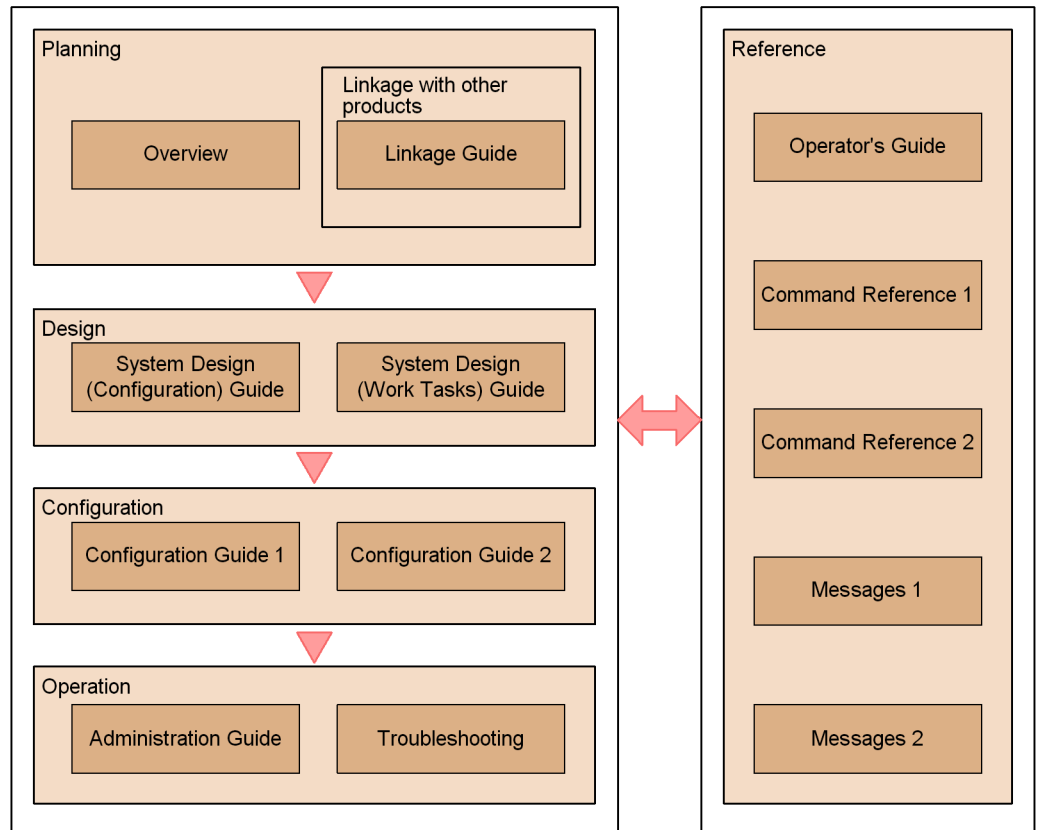 Planning
Overview
Linkage with other
products
Linkage Guide
Design
System Design
(Configuration) Guide
System Design
(Work Tasks) Guide
Configuration
Configuration Guide 1
Configuration Guide 2
Operation
Administration Guide
Troubleshooting
Reference
Operator's Guide
Command Reference 1
Command Reference 2
Messages 1
Messages 2